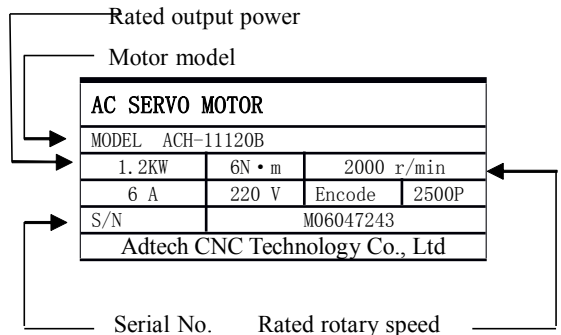 Rated output power
Motor model
AC SERVO MOTOR
MODEL ACH-11120B
1.2KW 6N•m 2000 r/min
6 A 220 V Encode 2500P
S/N M06047243
Adtech CNC Technology Co., Ltd
Serial No. Rated rotary speed